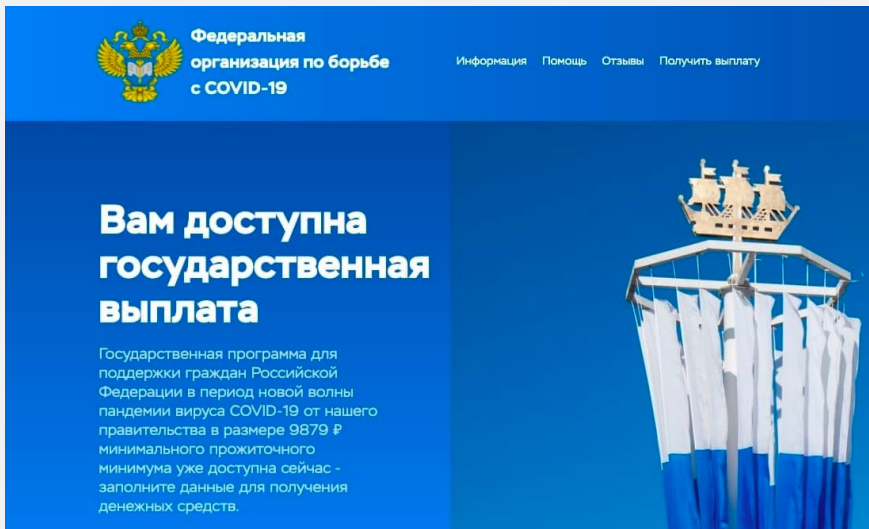 Федеральная
организация по борьбе
с COVID-19
Информация Помощь Отзывы Получить выплату
Вам доступна
государственная
выплата
Государственная программа для
поддержки граждан Российской
Федерации в период новой волны
пандемии вируса COVID-19 от нашего
правительства в размере 9879 ₽
минимального прожиточного
минимума уже доступна сейчас -
заполните данные для получения
денежных средств.